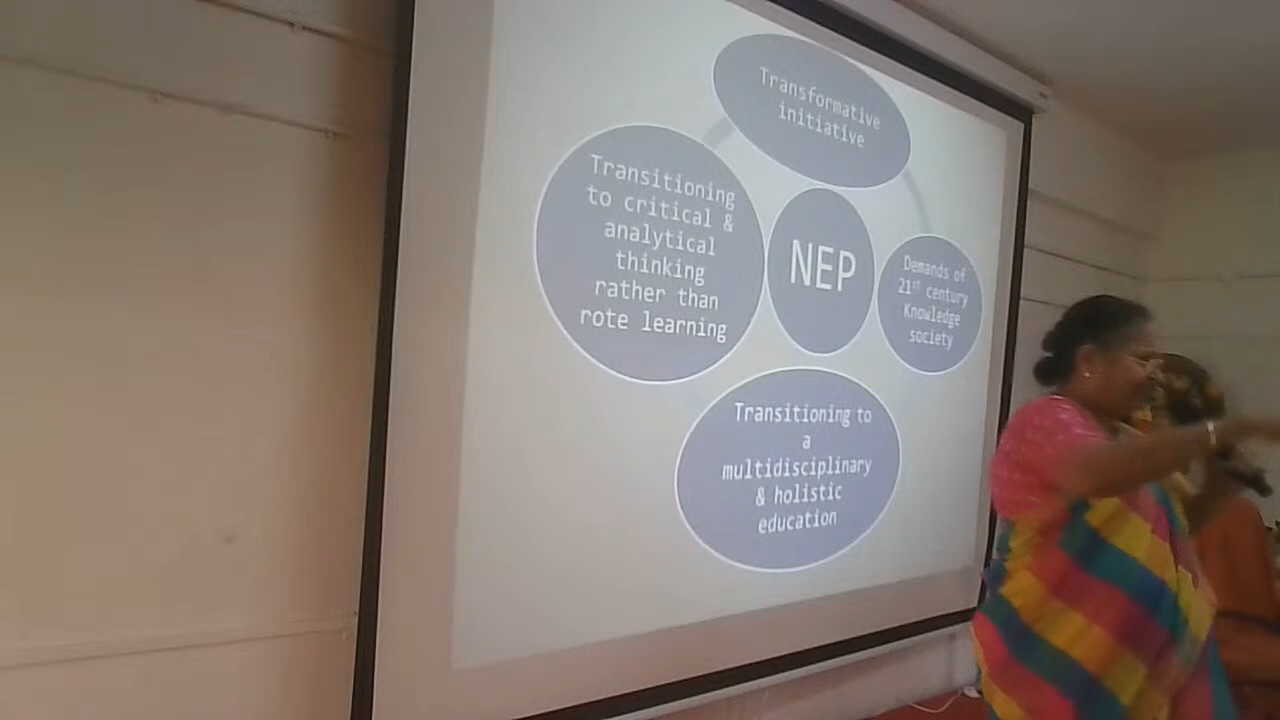 Transformative
initiative
Transitioning
to critical &
analytical
thinking
rather than
rote learning
NEP
Demands of
21st century
Knowledge
society
Transitioning to
a
multidisciplinary
& holistic
education